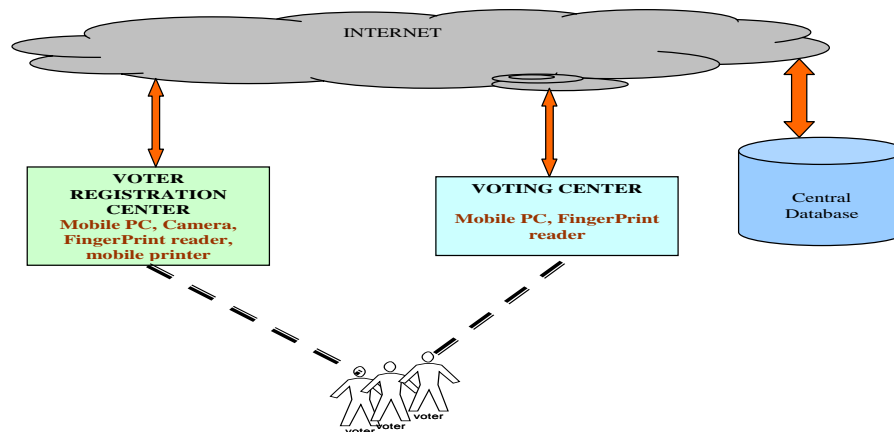 INTERNET
VOTER
REGISTRATION
CENTER
Mobile PC, Camera,
FingerPrint reader,
mobile printer
VOTING CENTER
Mobile PC, FingerPrint
reader
Central
Database
voter
voter
voter